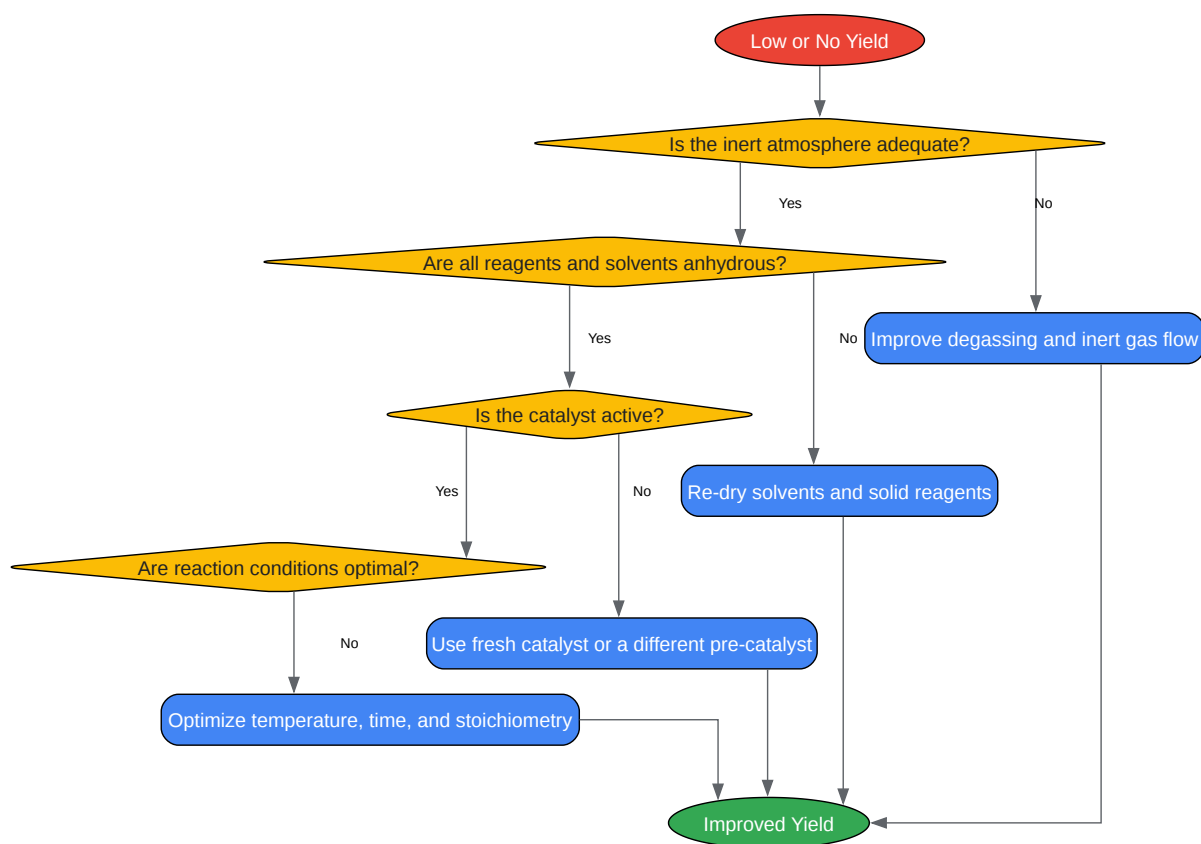 Low or No Yield
Is the inert atmosphere adequate?
Yes
No
Are all reagents and solvents anhydrous?
Yes
No
Improve degassing and inert gas flow
Is the catalyst active?
Yes
No
Re-dry solvents and solid reagents
Are reaction conditions optimal?
No
Use fresh catalyst or a different pre-catalyst
Optimize temperature, time, and stoichiometry
Improved Yield